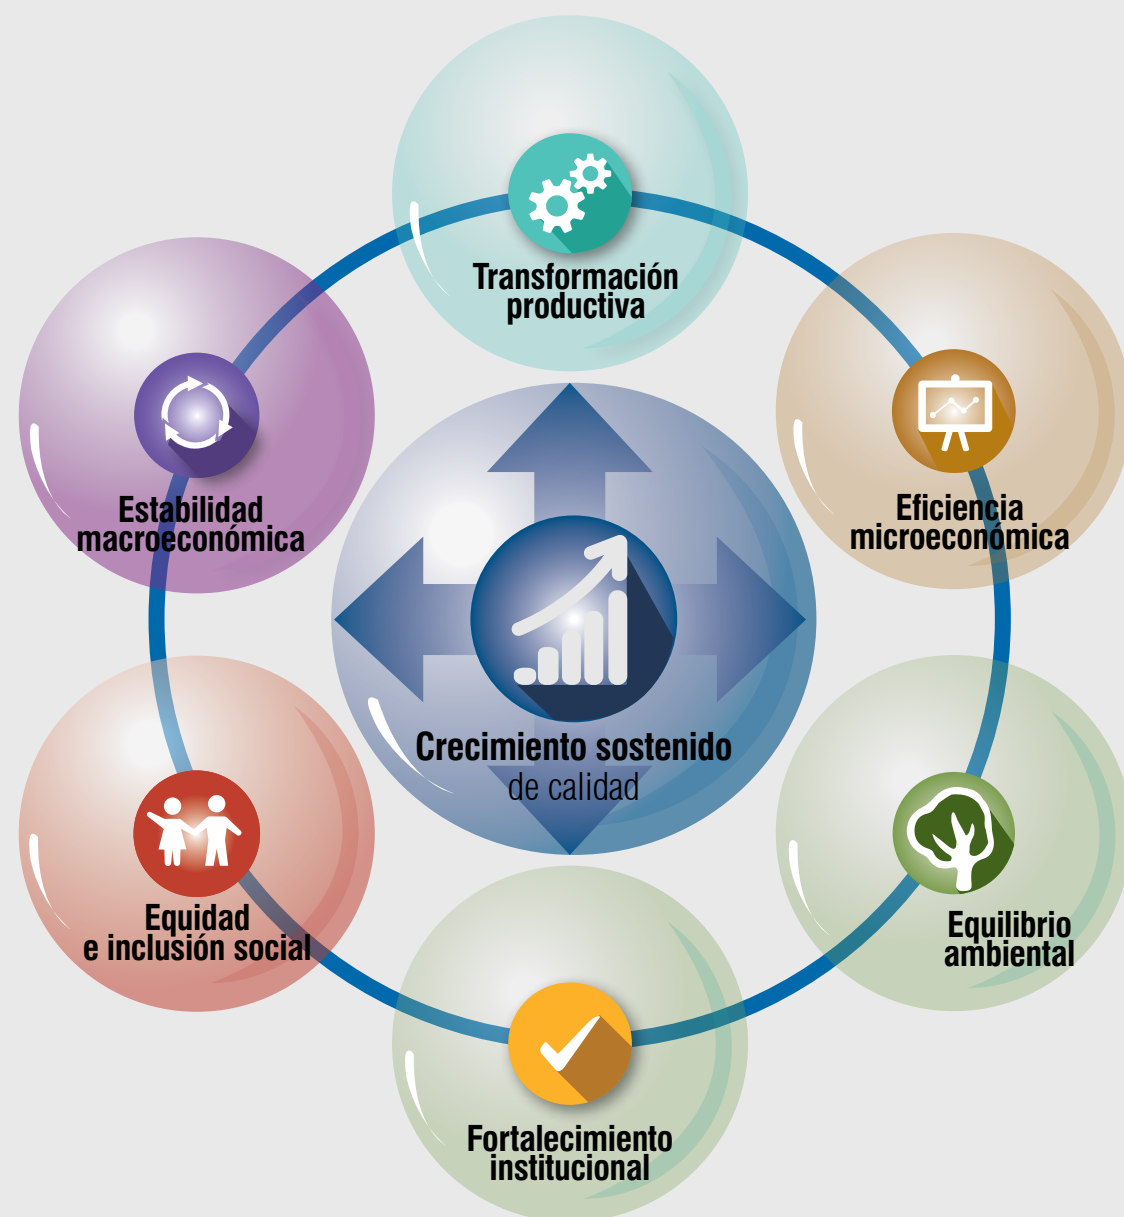 Transformación
productiva
Estabilidad
macroeconómica
Eficiencia
microeconómica
Crecimiento sostenido
de calidad
Equidad
e inclusión social
Equilibrio
ambiental
Fortalecimiento
institucional